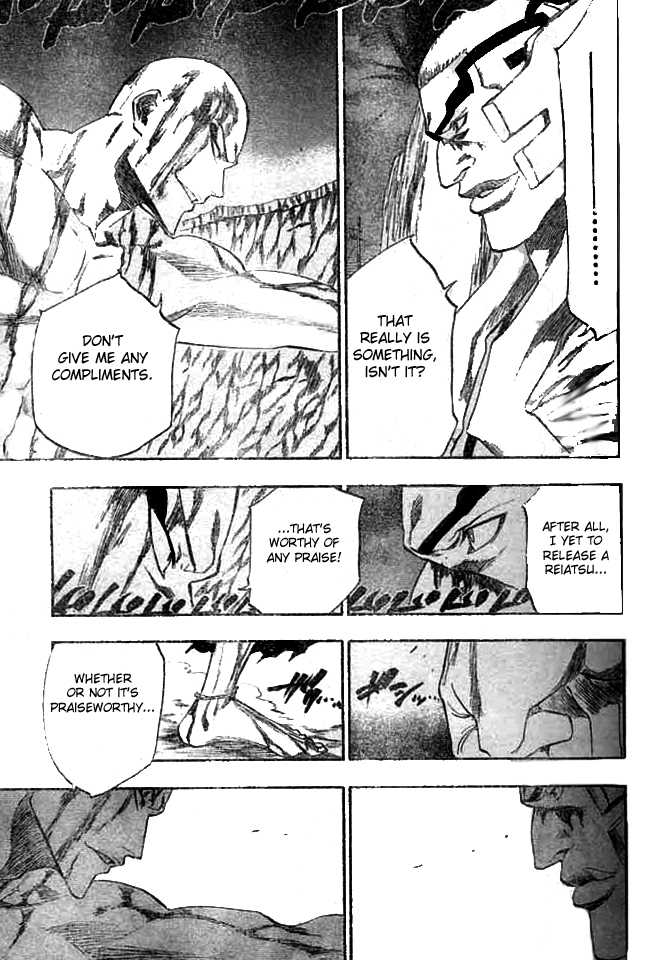 ..........
THAT
REALLY IS
SOMETHING,
ISN'T IT?
DON'T
GIVE ME ANY
COMPLIMENTS.
AFTER ALL,
I YET TO
RELEASE A
REIATSU...
...THAT'S
WORTHY OF
ANY PRAISE!
WHETHER
OR NOT IT'S
PRAISEWORTHY...